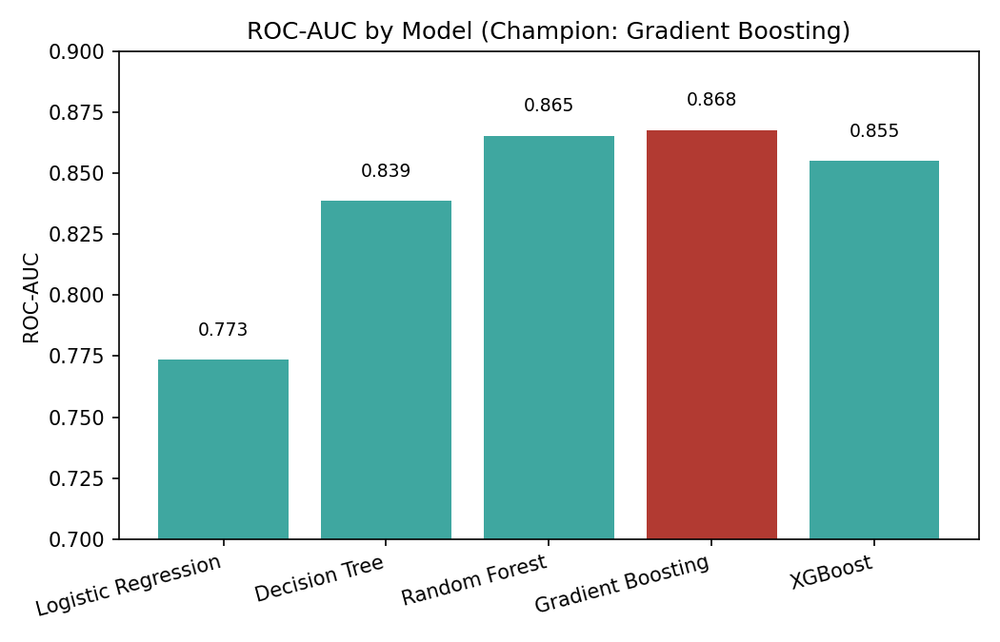 ROC-AUC by Model (Champion: Gradient Boosting)
0.900
0.875
0.850
0.825
0.800
0.775
0.750
0.725
0.700
ROC-AUC
0.773
0.839
0.865
0.868
0.855
Logistic Regression
Decision Tree
Random Forest
Gradient Boosting
XGBoost